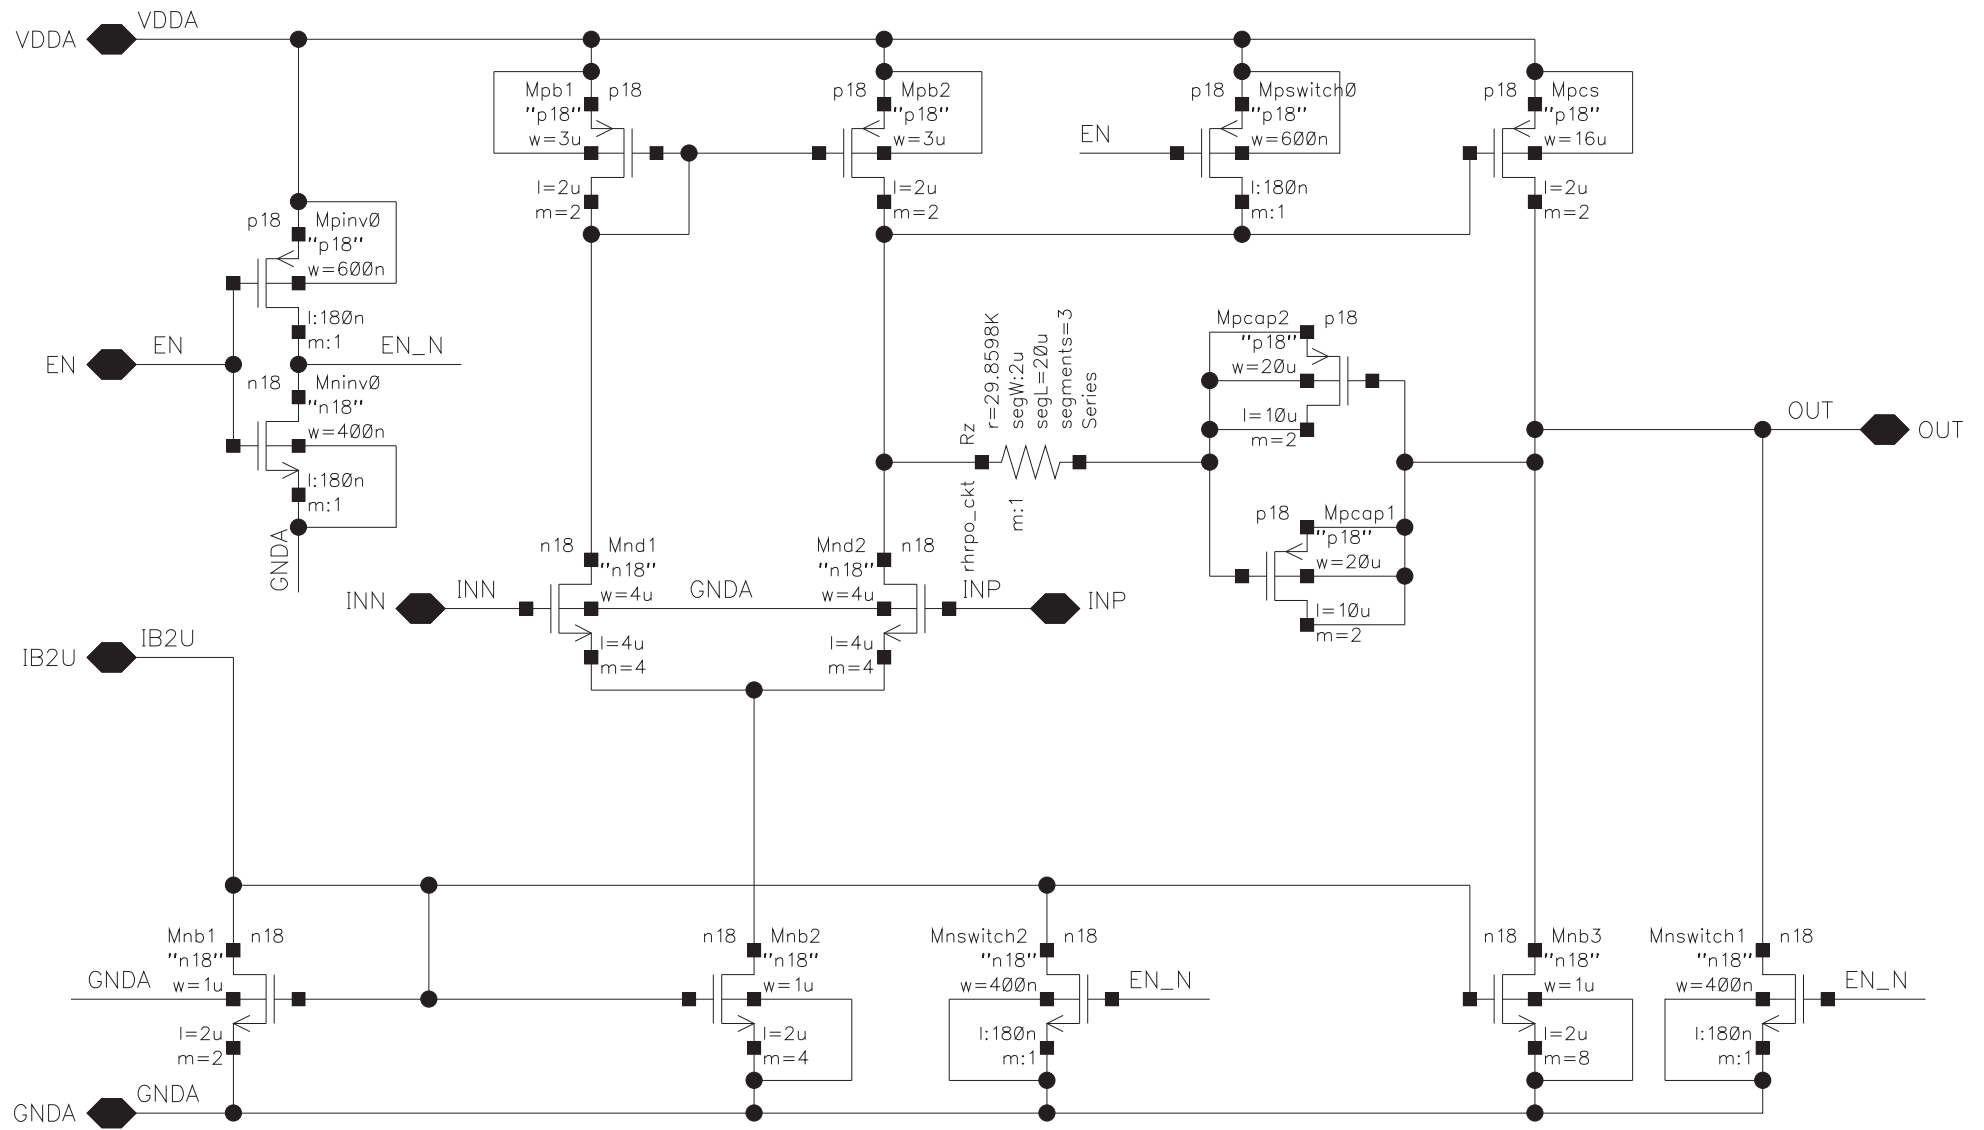 VDDA
VDDA
Mpb1 p18
"p18"
w=3u
l=2u
m=2
p18 Mpb2
"p18"
w=3u
l=2u
m=2
EN
p18 Mpswitch0
"p18"
w=600n
l:180n
m:1
p18 Mpcs
"p18"
w=16u
l=2u
m=2
p18 Mpinv0
"p18"
w=600n
l:180n
m:1
EN
EN
EN_N
n18 Mninv0
"n18"
w=400n
l:180n
m:1
GNDA
Rz
r=29.8598K
segW:2u
segL=20u
segments=3
Series
rhrpo_ckt
m:1
Mpcap2 p18
"p18"
w=20u
l=10u
m=2
p18 Mpcap1
"p18"
w=20u
l=10u
m=2
OUT
OUT
INN
INN
n18 Mnd1
"n18"
w=4u
l=4u
m=4
GNDA
Mnd2 n18
"n18"
w=4u
l=4u
m=4
INP
INP
IB2U
IB2U
Mnb1 n18
"n18"
GNDA
w=1u
l=2u
m=2
n18 Mnb2
"n18"
w=1u
l=2u
m=4
Mnswitch2 n18
"n18"
w=400n
EN_N
l:180n
m:1
n18 Mnb3
"n18"
w=1u
l=2u
m=8
Mnswitch1 n18
"n18"
w=400n
EN_N
l:180n
m:1
GNDA
GNDA